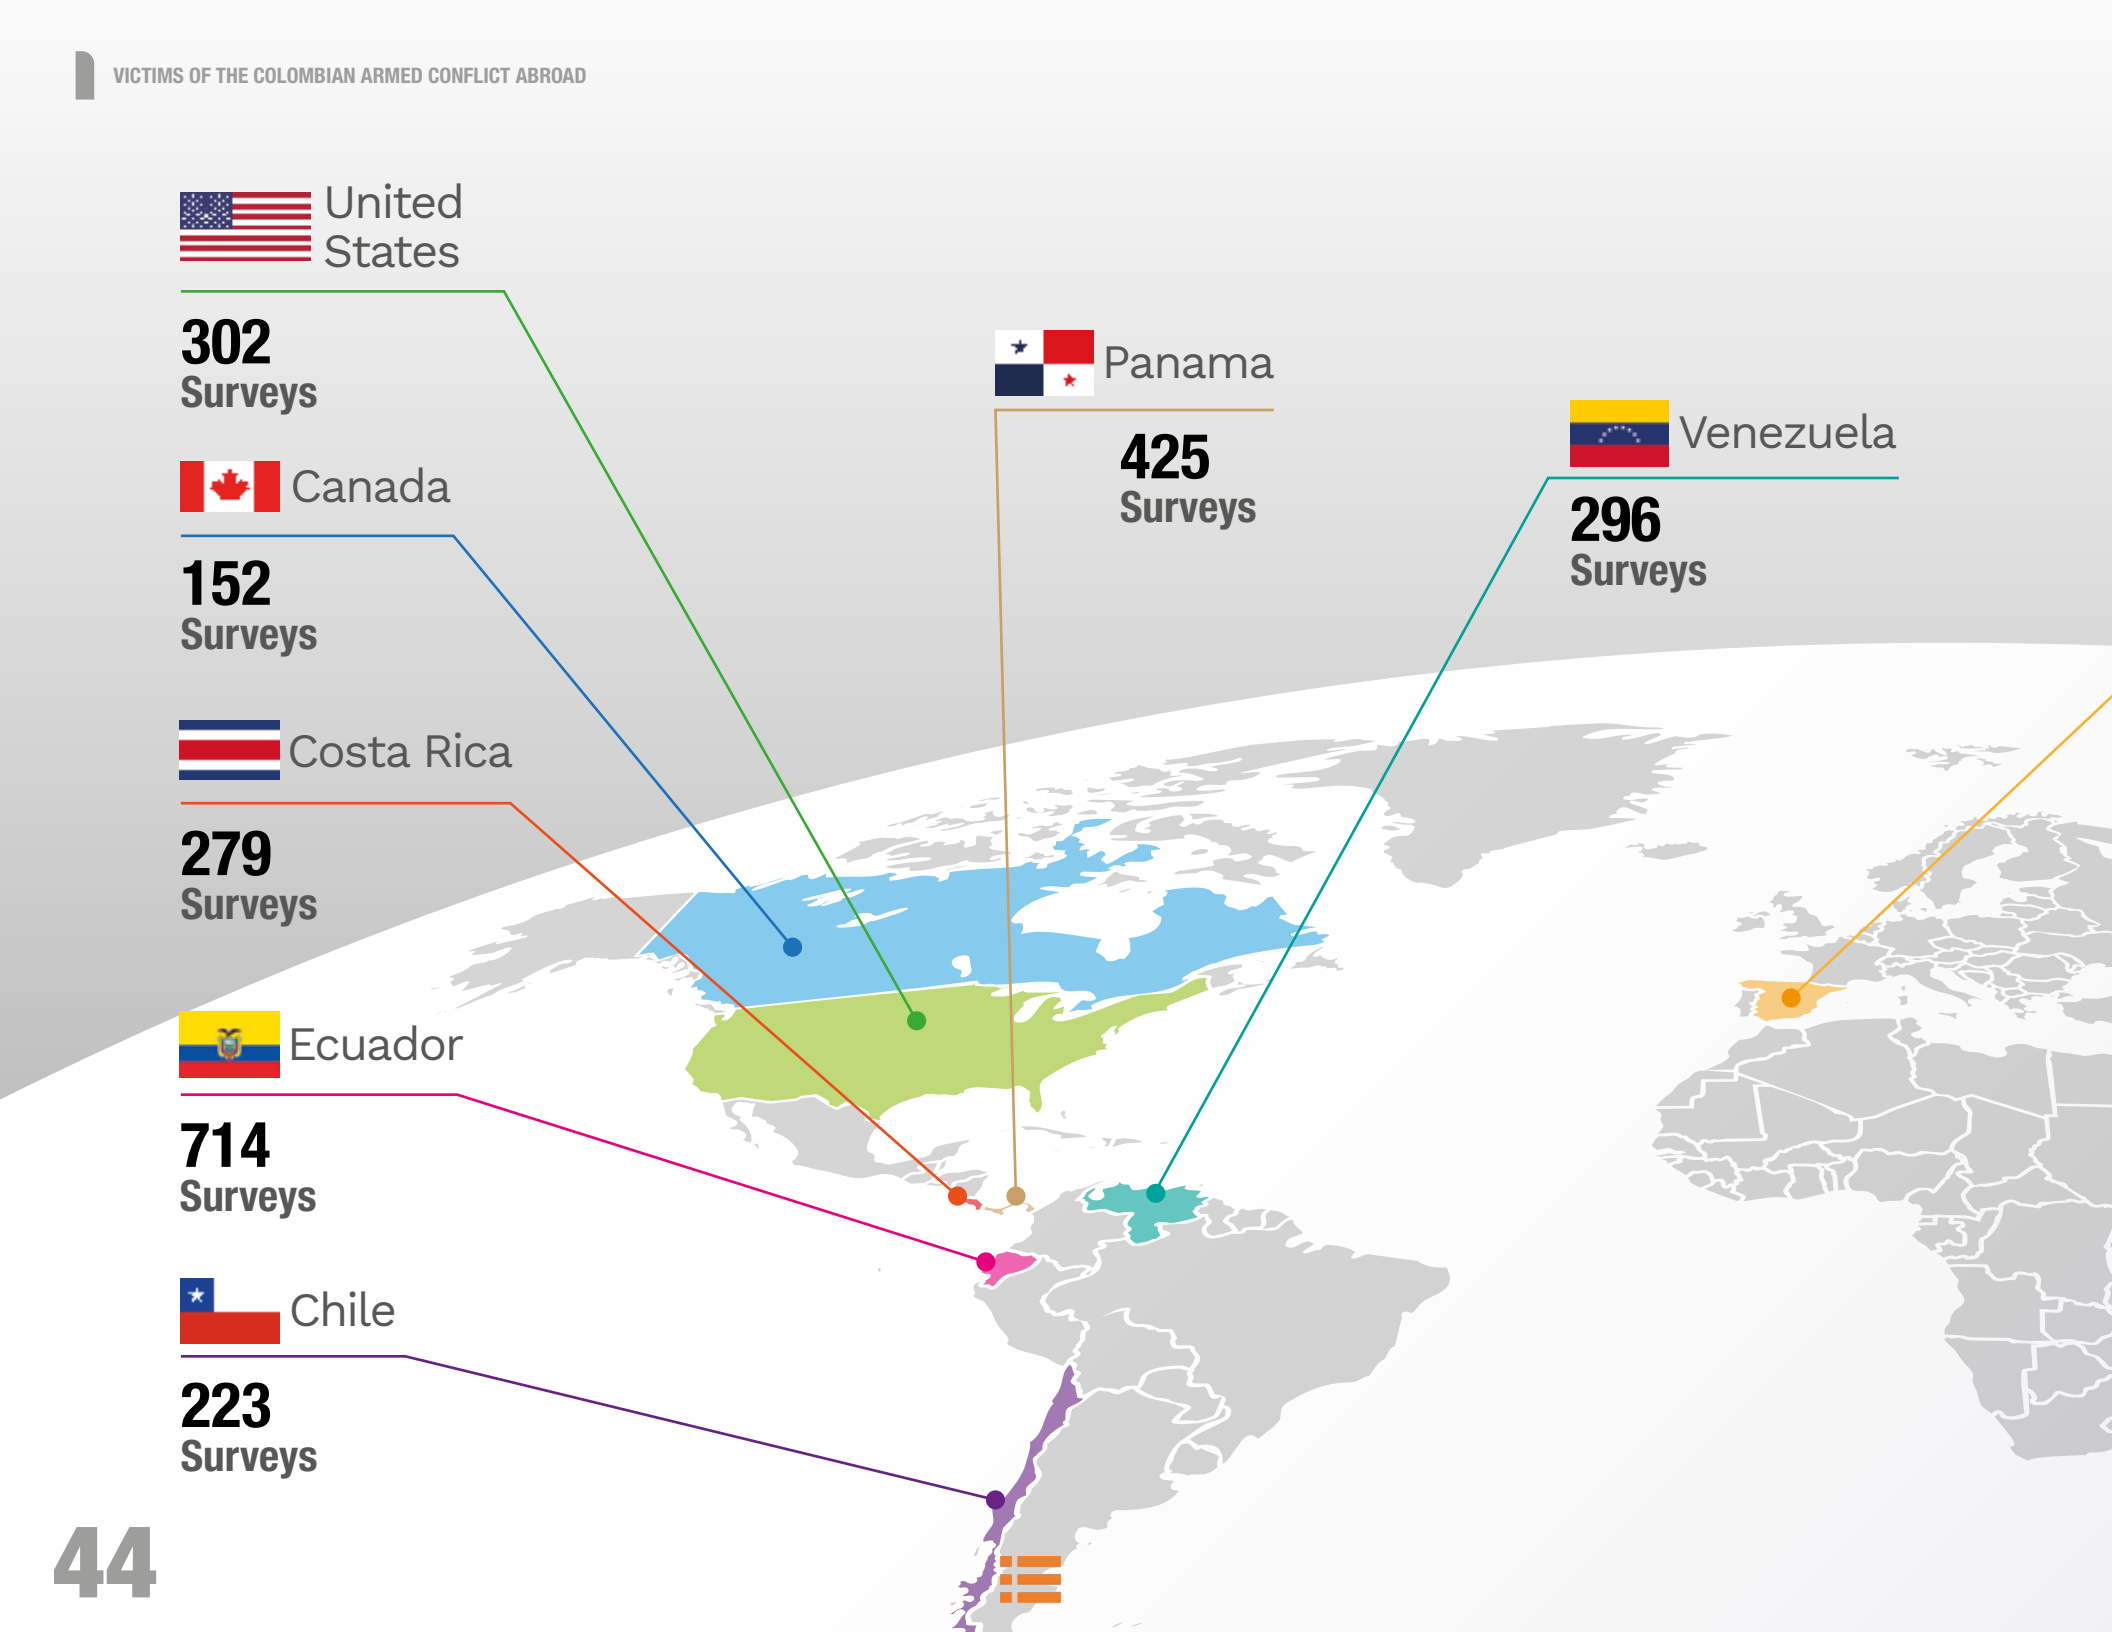 VICTIMS OF THE COLOMBIAN ARMED CONFLICT ABROAD
United
States
302
Surveys
Canada
152
Surveys
Costa Rica
279
Surveys
Ecuador
714
Surveys
Chile
223
Surveys
Panama
425
Surveys
Venezuela
296
Surveys
44